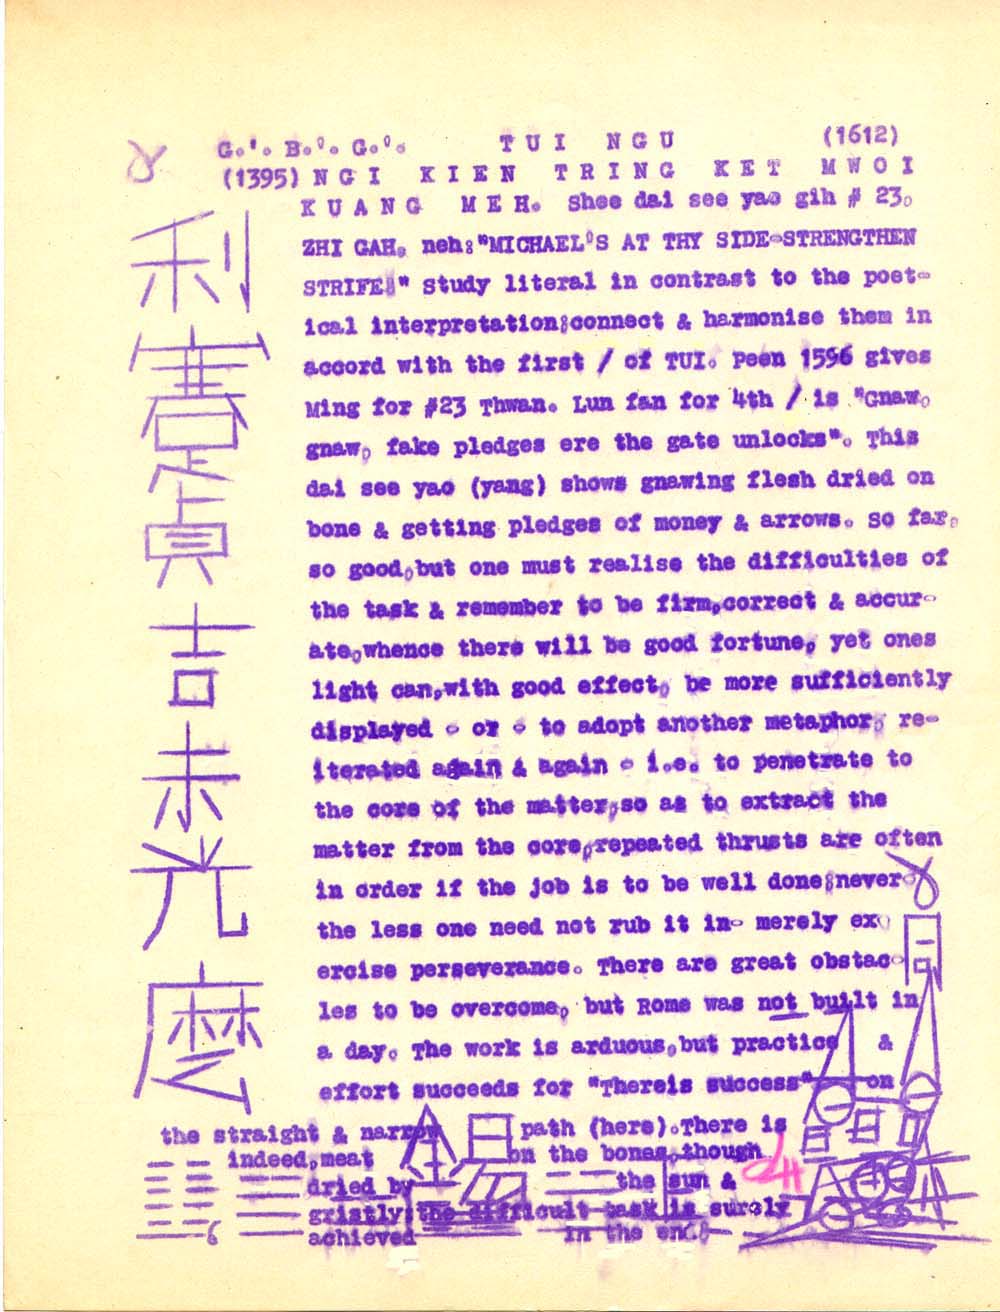 G.'. B.'. G.'. TUI NGU (1612)
(1395) NGI KIEN TRING KET MWOI
KUANG MEH. Shee dai see yao gih # 23.
ZHI GAH. neh:"MICHAEL'S AT THY SIDE-STRENGTHEN
STRIFE!" Study literal in contrast to the poet-
ical interpretation;connect & harmonise them in
accord with the first / of TUI. Peen 1596 gives
Ming for #23 Thwan. Lun fan for 4th / is "Gnaw,
gnaw, fake pledges ere the gate unlocks". This
dai see yao (yang) shows gnawing flesh dried on
bone & getting pledges of money & arrows. So far,
so good,but one must realise the difficulties of
the task & remember to be firm,correct & accur-
ate,whence there will be good fortune, yet ones
light can,with good effect, be more sufficiently
displayed - or - to adopt another metaphor, re-
iterated again & again - i.e. to penetrate to
the core of the matter,so as to extract the
matter from the core,repeated thrusts are often
in order if the job is to be well done;never-
the less one need not rub it in- merely ex
ercise perseverance. There are great obstac-
les to be overcome, but Rome was not built in
a day. The work is arduous,but practice &
effort succeeds for "Thereis success" on
the straight & narrow path (here).There is
indeed,meat on the bones,though
dried by the sun &
gristly the difficult task is surely
achieved in the end.
6
利
貞
吉
未
光